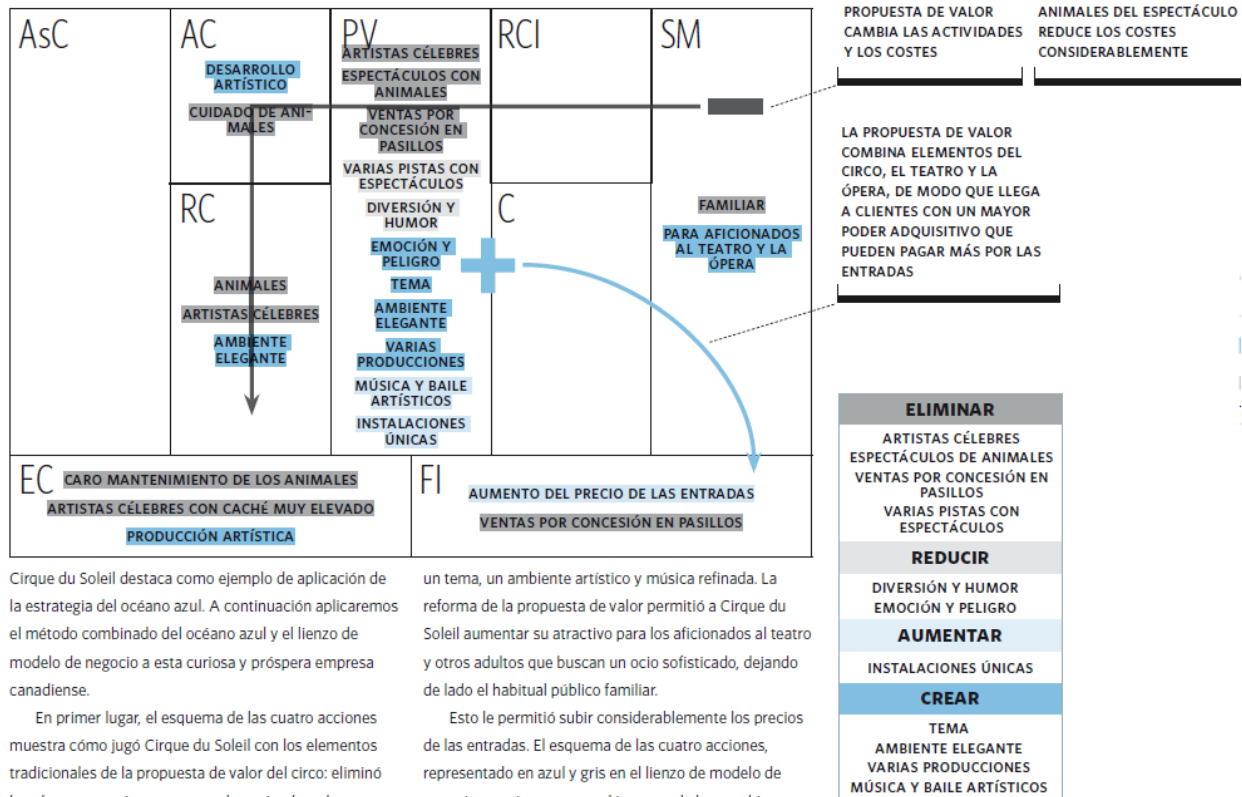 AsC
AC
DESARROLLO
ARTÍSTICO
CUIDADO DE ANI-
MALES
PV
ARTISTAS CÉLEBRES
ESPECTÁCULOS CON
ANIMALES
VENTAS POR
CONCESIÓN EN
PASILLOS
VARIAS PISTAS CON
ESPECTÁCULOS
DIVERSIÓN Y
HUMOR
EMOCIÓN Y
PELIGRO
TEMA
AMBIENTE
ELEGANTE
VARIAS
PRODUCCIONES
MÚSICA Y BAILE
ARTÍSTICOS
INSTALACIONES
ÚNICAS
RCI
SM
FAMILIAR
PARA AFICIONADOS
AL TEATRO Y LA
ÓPERA
RC
ANIMALES
ARTISTAS CÉLEBRES
AMBIENTE
ELEGANTE
C
EC
CARO MANTENIMIENTO DE LOS ANIMALES
ARTISTAS CÉLEBRES CON CACHÉ MUY ELEVADO
PRODUCCIÓN ARTÍSTICA
FI
AUMENTO DEL PRECIO DE LAS ENTRADAS
VENTAS POR CONCESIÓN EN PASILLOS
PROPUESTA DE VALOR
CAMBIA LAS ACTIVIDADES
Y LOS COSTES
ANIMALES DEL ESPECTÁCULO
REDUCE LOS COSTES
CONSIDERABLEMENTE
LA PROPUESTA DE VALOR
COMBINA ELEMENTOS DEL
CIRCO, EL TEATRO Y LA
ÓPERA, DE MODO QUE LLEGA
A CLIENTES CON UN MAYOR
PODER ADQUISITIVO QUE
PUEDEN PAGAR MÁS POR LAS
ENTRADAS
ELIMINAR
ARTISTAS CÉLEBRES
ESPECTÁCULOS DE ANIMALES
VENTAS POR CONCESIÓN EN
PASILLOS
VARIAS PISTAS CON
ESPECTÁCULOS
REDUCIR
DIVERSIÓN Y HUMOR
EMOCIÓN Y PELIGRO
AUMENTAR
INSTALACIONES ÚNICAS
CREAR
TEMA
AMBIENTE ELEGANTE
VARIAS PRODUCCIONES
MÚSICA Y BAILE ARTÍSTICOS
Cirque du Soleil destaca como ejemplo de aplicación de
la estrategia del océano azul. A continuación aplicaremos
el método combinado del océano azul y el lienzo de
modelo de negocio a esta curiosa y próspera empresa
canadiense.
En primer lugar, el esquema de las cuatro acciones
muestra cómo jugó Cirque du Soleil con los elementos
tradicionales de la propuesta de valor del circo: eliminó
un tema, un ambiente artístico y música refinada. La
reforma de la propuesta de valor permitió a Cirque du
Soleil aumentar su atractivo para los aficionados al teatro
y otros adultos que buscan un ocio sofisticado, dejando
de lado el habitual público familiar.
Esto le permitió subir considerablemente los precios
de las entradas. El esquema de las cuatro acciones,
representado en azul y gris en el lienzo de modelo de